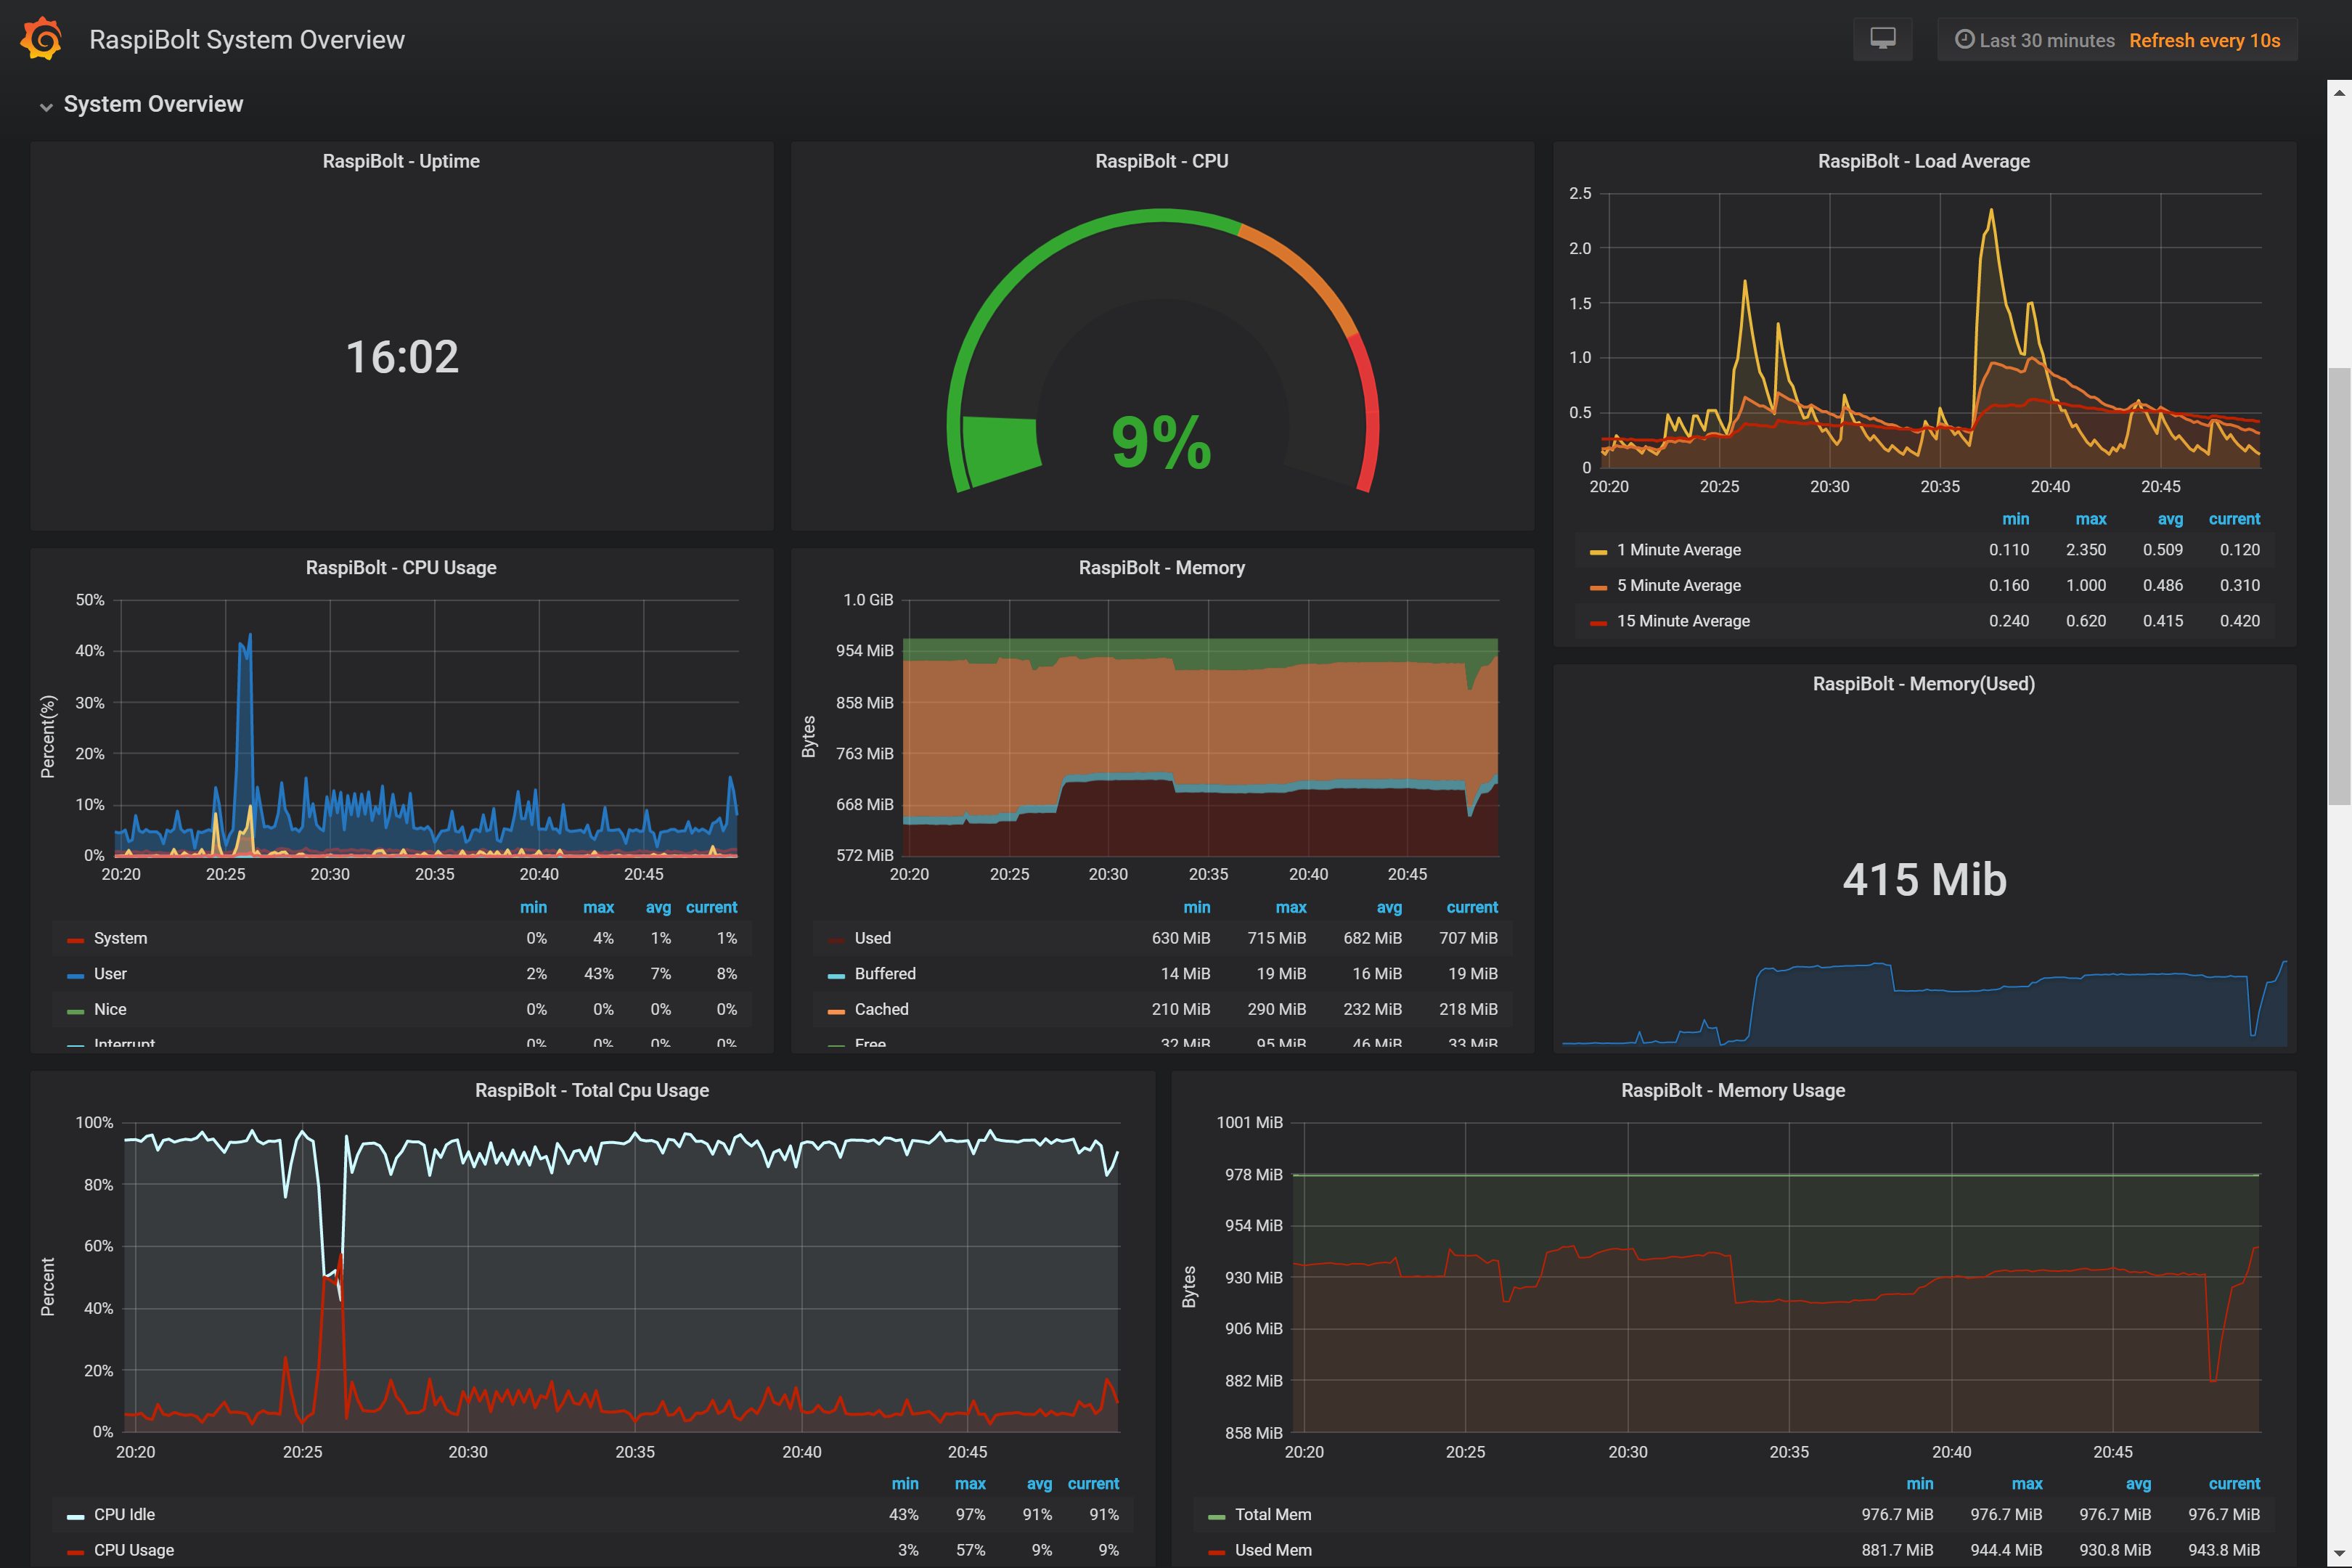 RaspiBolt System Overview
Last 30 minutes Refresh every 10s
System Overview
RaspiBolt - Uptime
16:02
RaspiBolt - CPU
9%
RaspiBolt - Load Average
2.5
2.0
1.5
1.0
0.5
0
20:20 20:25 20:30 20:35 20:40 20:45
min max avg current
1 Minute Average 0.110 2.350 0.509 0.120
5 Minute Average 0.160 1.000 0.486 0.310
15 Minute Average 0.240 0.620 0.415 0.420
RaspiBolt - CPU Usage
Percent(%)
50%
40%
30%
20%
10%
0%
20:20 20:25 20:30 20:35 20:40 20:45
min max avg current
System 0% 4% 1% 1%
User 2% 43% 7% 8%
Nice 0% 0% 0% 0%
Interrupt 0% 0% 0% 0%
RaspiBolt - Memory
Bytes
1.0 GiB
954 MiB
858 MiB
763 MiB
668 MiB
572 MiB
20:20 20:25 20:30 20:35 20:40 20:45
min max avg current
Used 630 MiB 715 MiB 682 MiB 707 MiB
Buffered 14 MiB 19 MiB 16 MiB 19 MiB
Cached 210 MiB 290 MiB 232 MiB 218 MiB
Free 32 MiB 95 MiB 46 MiB 33 MiB
RaspiBolt - Memory(Used)
415 Mib
RaspiBolt - Total Cpu Usage
Percent
100%
80%
60%
40%
20%
0%
20:20 20:25 20:30 20:35 20:40 20:45
min max avg current
CPU Idle 43% 97% 91% 91%
CPU Usage 3% 57% 9% 9%
RaspiBolt - Memory Usage
Bytes
1001 MiB
978 MiB
954 MiB
930 MiB
906 MiB
882 MiB
858 MiB
20:20 20:25 20:30 20:35 20:40 20:45
min max avg current
Total Mem 976.7 MiB 976.7 MiB 976.7 MiB 976.7 MiB
Used Mem 881.7 MiB 944.4 MiB 930.8 MiB 943.8 MiB